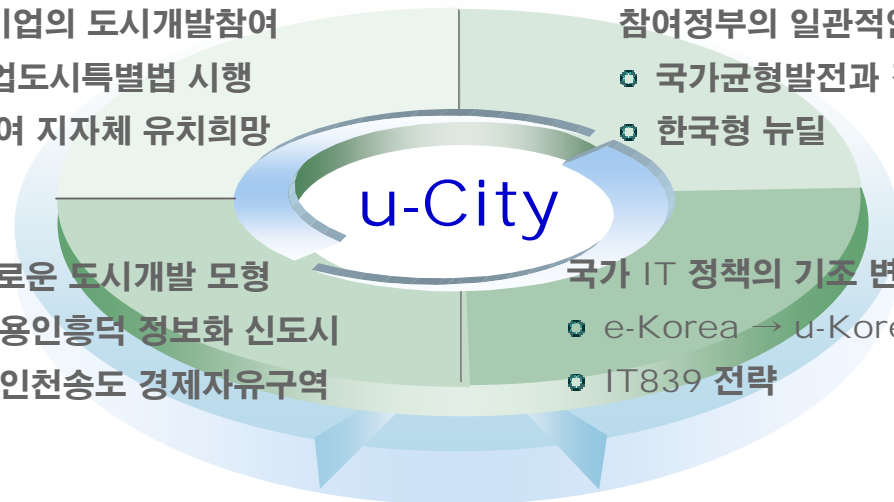 기업의 도시개발참여
업도시특별법 시행
여 지자체 유치희망
참여정부의 일관적인
국가균형발전과
한국형 뉴딜
u-City
로운 도시개발 모형
용인흥덕 정보화 신도시
인천송도 경제자유구역
국가 IT 정책의 기조 변
e-Korea → u-Kore
IT839 전략